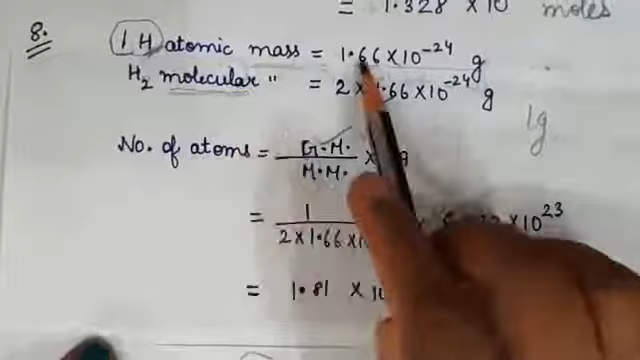 = 1.328 × 10 moles
8. 1 H atomic mass = 1.66×10⁻²⁴ g
H₂ molecular " = 2 × 1.66 ×10⁻²⁴ g
1g
No. of atoms = G.M. / M.M. ×
= 1 / 2×1.66×10 ×10²³
= 1.81 × 10